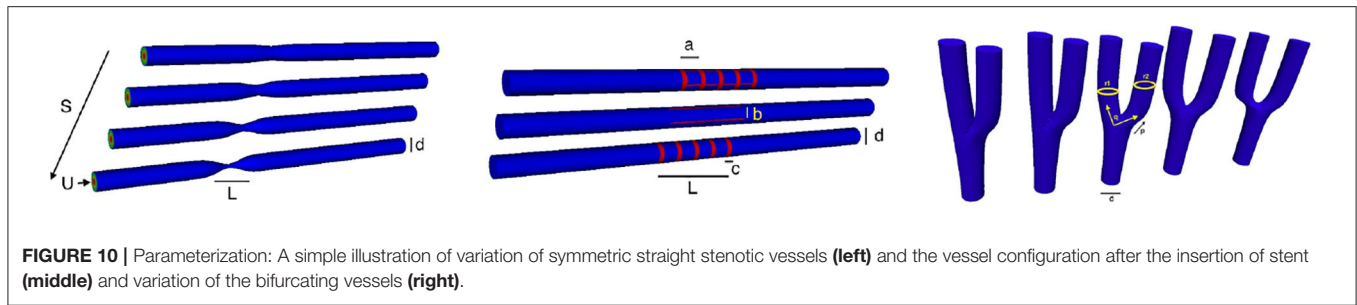 S
U
L
d
a
b
c
L
d
r1
r2
q
p
d
FIGURE 10 | Parameterization: A simple illustration of variation of symmetric straight stenotic vessels (left) and the vessel configuration after the insertion of stent
(middle) and variation of the bifurcating vessels (right).